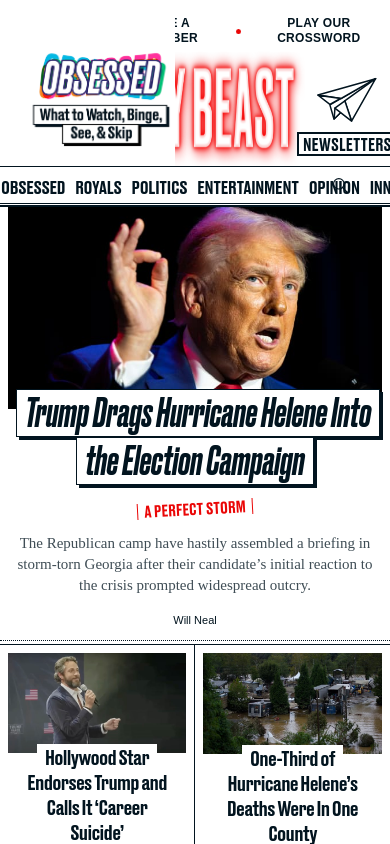 E A
BER
PLAY OUR
CROSSWORD
OBSESSED
What to Watch, Binge,
See, & Skip
Y BEAST
NEWSLETTERS
OBSESSED ROYALS POLITICS ENTERTAINMENT OPINION INN
Trump Drags Hurricane Helene Into
the Election Campaign
A PERFECT STORM
The Republican camp have hastily assembled a briefing in
storm-torn Georgia after their candidate’s initial reaction to
the crisis prompted widespread outcry.
Will Neal
Hollywood Star
Endorses Trump and
Calls It ‘Career
Suicide’
One-Third of
Hurricane Helene’s
Deaths Were In One
County